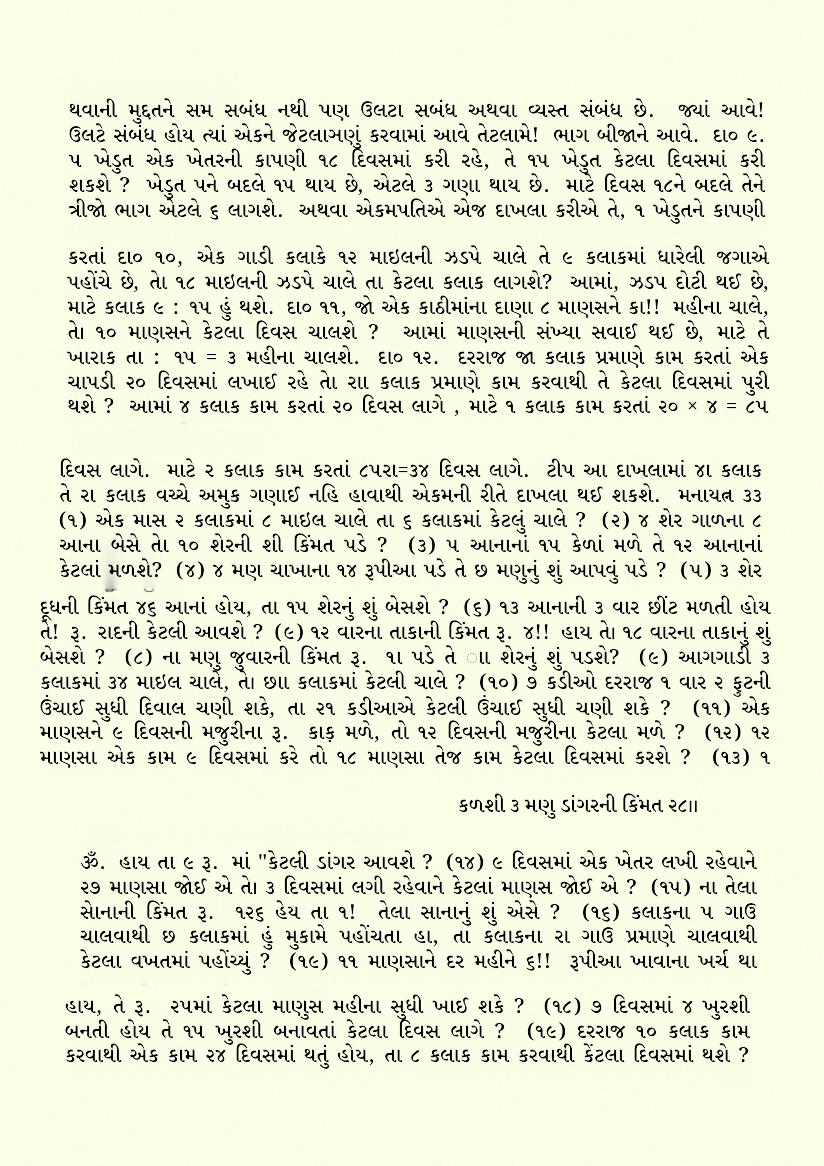 થવાની મુદ્દતને સમ સબંધ નથી પણ ઉલટા સબંધ અથવા વ્યસ્ત સંબંધ છે. જ્યાં આવે!
ઉલટે સંબંધ હોય ત્યાં એકને જેટલાઞણું કરવામાં આવે તેટલામે! ભાગ બીજાને આવે. દા૦ ૯.
૫ ખેડુત એક ખેતરની કાપણી ૧૮ દિવસમાં કરી રહે, તે ૧૫ ખેડુત કેટલા દિવસમાં કરી
શકશે ? ખેડુત ૫ને બદલે ૧૫ થાય છે, એટલે ૩ ગણા થાય છે. માટે દિવસ ૧૮ને બદલે તેને
ત્રીજો ભાગ એટલે ૬ લાગશે. અથવા એકમપતિએ એજ દાખલા કરીએ તે, ૧ ખેડુતને કાપણી
કરતાં દા૦ ૧૦, એક ગાડી કલાકે ૧૨ માઇલની ઝડપે ચાલે તે ૯ કલાકમાં ધારેલી જગાએ
પહોંચે છે, તેા ૧૮ માઇલની ઝડપે ચાલે તા કેટલા કલાક લાગશે? આમાં, ઝડપ દોટી થઈ છે,
માટે કલાક ૯ : ૧૫ હું થશે. દા૦ ૧૧, જો એક કાઠીમાંના દાણા ૮ માણસને કા!! મહીના ચાલે,
તેા ૧૦ માણસને કેટલા દિવસ ચાલશે ? આમાં માણસની સંખ્યા સવાઈ થઈ છે, માટે તે
ખારાક તા : ૧૫ = ૩ મહીના ચાલશે. દા૦ ૧૨. દરરાજ જા કલાક પ્રમાણે કામ કરતાં એક
ચાપડી ૨૦ દિવસમાં લખાઈ રહે તેા રાા કલાક પ્રમાણે કામ કરવાથી તે કેટલા દિવસમાં પુરી
થશે ? આમાં ૪ કલાક કામ કરતાં ૨૦ દિવસ લાગે , માટે ૧ કલાક કામ કરતાં ૨૦ × ૪ = ૮૫
દિવસ લાગે. માટે ૨ કલાક કામ કરતાં ૮૫રા=૩૪ દિવસ લાગે. ટીપ આ દાખલામાં ૪ા કલાક
તે રા કલાક વચ્ચે અમુક ગણાઈ નહિ હાવાથી એકમની રીતે દાખલા થઈ શકશે. મનાયત્ન ૩૩
(૧) એક માસ ૨ કલાકમાં ૮ માઇલ ચાલે તા ૬ કલાકમાં કેટલું ચાલે ? (૨) ૪ શેર ગાળના ૮
આના બેસે તેા ૧૦ શેરની શી કિંમત પડે ? (૩) ૫ આનાનાં ૧૫ કેળાં મળે તે ૧૨ આનાનાં
કેટલાં મળશે? (૪) ૪ મણ ચાખાના ૧૪ રૂપીઆ પડે તે છ મણુનું શું આપવું પડે ? (૫) ૩ શેર
દૂધની કિંમત ૪૬ આનાં હોય, તા ૧૫ શેરનું શું બેસશે ? (૬) ૧૩ આનાની ૩ વાર છીંટ મળતી હોય
તે! રૂ. રાદની કેટલી આવશે ? (૯) ૧૨ વારના તાકાની કિંમત રૂ. ૪!! હાય તેા ૧૮ વારના તાકાનું શું
બેસશે ? (૮) ના મણુ જુવારની કિંમત રૂ. ૧ા પડે તે ાા શેરનું શું પડશે? (૯) આગગાડી ૩
કલાકમાં ૩૪ માઇલ ચાલે, તેા છાા કલાકમાં કેટલી ચાલે ? (૧૦) ૭ કડીઓ દરરાજ ૧ વાર ૨ ફુટની
ઉંચાઈ સુધી દિવાલ ચણી શકે, તા ૨૧ કડીઆએ કેટલી ઉંચાઈ સુધી ચણી શકે ? (૧૧) એક
માણસને ૯ દિવસની મજુરીના રૂ. કાક઼ મળે, તો ૧૨ દિવસની મજુરીના કેટલા મળે ? (૧૨) ૧૨
માણસા એક કામ ૯ દિવસમાં કરે તો ૧૮ માણસા તેજ કામ કેટલા દિવસમાં કરશે ? (૧૩) ૧
કળશી ૩ મણુ ડાંગરની કિંમત ૨૮ાા
ૐ. હાય તા ૯ રૂ. માં "કેટલી ડાંગર આવશે ? (૧૪) ૯ દિવસમાં એક ખેતર લખી રહેવાને
૨૭ માણસા જોઈ એ તેા ૩ દિવસમાં લગી રહેવાને કેટલાં માણસ જોઈ એ ? (૧૫) ના તેલા
સેાનાની કિંમત રૂ. ૧૨૬ હેય તા ૧! તેલા સાનાનું શું એસે ? (૧૬) કલાકના ૫ ગાઉ
ચાલવાથી છ કલાકમાં હું મુકામે પહોંચતા હા, તા કલાકના રા ગાઉ પ્રમાણે ચાલવાથી
કેટલા વખતમાં પહોંચ્યું ? (૧૯) ૧૧ માણસાને દર મહીને ૬!! રૂપીઆ ખાવાના ખર્ચ થા
હાય, તે રૂ. ૨૫માં કેટલા માણુસ મહીના સુધી ખાઈ શકે ? (૧૮) ૭ દિવસમાં ૪ ખુરશી
બનતી હોય તે ૧૫ ખુરશી બનાવતાં કેટલા દિવસ લાગે ? (૧૯) દરરાજ ૧૦ કલાક કામ
કરવાથી એક કામ ૨૪ દિવસમાં થતું હોય, તા ૮ કલાક કામ કરવાથી કેંટલા દિવસમાં થશે ?